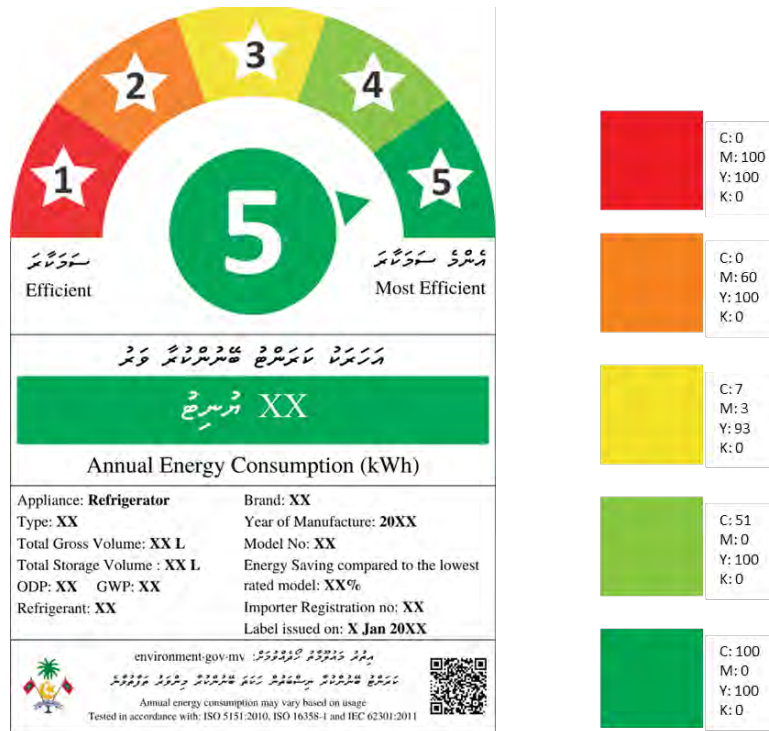 1
2
3
4
5
5
ސަމަކާރަ
Efficient
އެންމެ ސަމަކާރަ
Most Efficient
އަހަރަކު ކަރަންޓު ބޭނުންކުރާ ވަރު
XX ޔުނިޓު
Annual Energy Consumption (kWh)
Appliance: Refrigerator
Type: XX
Total Gross Volume: XX L
Total Storage Volume : XX L
ODP: XX GWP: XX
Refrigerant: XX
Brand: XX
Year of Manufacture: 20XX
Model No: XX
Energy Saving compared to the lowest
rated model: XX%
Importer Registration no: XX
Label issued on: X Jan 20XX
އިތުރު މައުލޫމާތު ހޯދެއްވުމަށް: environment-gov-mv
ކަރަންޓު ބޭނުންކުރާ ނިސްބަތުން ހަކަތަ ބޭނުންކުރާ މިންވަރު ތަފާތުވާނެ
Annual energy consumption may vary based on usage
Tested in accordance with: ISO 5151:2010, ISO 16358-1 and IEC 62301:2011
C: 0
M: 100
Y: 100
K: 0
C: 0
M: 60
Y: 100
K: 0
C: 7
M: 3
Y: 93
K: 0
C: 51
M: 0
Y: 100
K: 0
C: 100
M: 0
Y: 100
K: 0